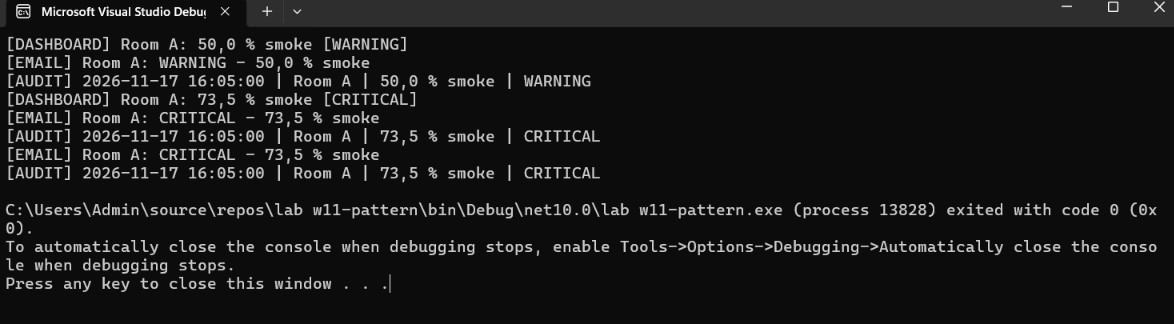 Microsoft Visual Studio Debug
[DASHBOARD] Room A: 50,0 % smoke [WARNING]
[EMAIL] Room A: WARNING - 50,0 % smoke
[AUDIT] 2026-11-17 16:05:00 | Room A | 50,0 % smoke | WARNING
[DASHBOARD] Room A: 73,5 % smoke [CRITICAL]
[EMAIL] Room A: CRITICAL - 73,5 % smoke
[AUDIT] 2026-11-17 16:05:00 | Room A | 73,5 % smoke | CRITICAL
[EMAIL] Room A: CRITICAL - 73,5 % smoke
[AUDIT] 2026-11-17 16:05:00 | Room A | 73,5 % smoke | CRITICAL
C:\Users\Admin\source\repos\lab w11-pattern\bin\Debug\net10.0\lab w11-pattern.exe (process 13828) exited with code 0 (0x
0).
To automatically close the console when debugging stops, enable Tools->Options->Debugging->Automatically close the conso
le when debugging stops.
Press any key to close this window . . .